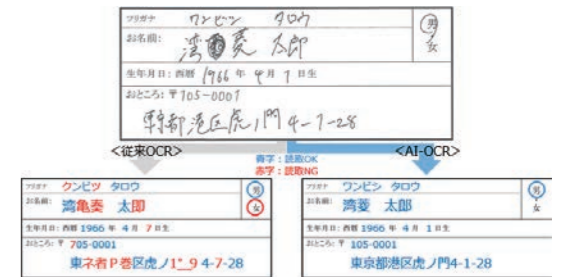 フリガナ ワンビシ タロウ
お名前: 湾菱 太郎
男・女
生年月日: 西暦 1966 年 4 月 1 日生
おところ: 〒105-0001
東京都港区虎ノ門4-1-28
<従来OCR>
<AI-OCR>
青字:読取OK
赤字:読取NG
フリガナ クンビツ タロウ
お名前: 湾亀奏 太郎
男・女
生年月日: 西暦 1966 年 4 月 7 日生
おところ: 〒 705-0001
東ネ者P巻区虎ノ1"_9 4-7-28
フリガナ ワンビシ タロウ
お名前: 湾菱 太郎
男・女
生年月日: 西暦 1966 年 4 月 1 日生
おところ: 〒 105-0001
東京都港区虎ノ門4-1-28